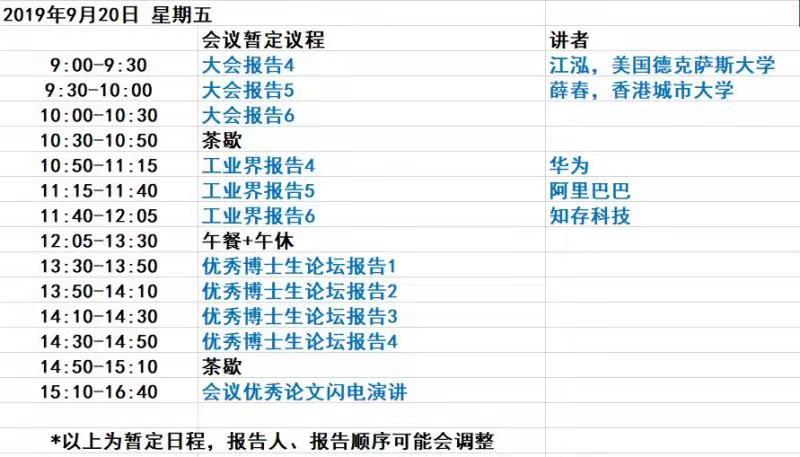 2019年9月20日 星期五
会议暂定议程 讲者
9:00-9:30 大会报告4 江泓，美国德克萨斯大学
9:30-10:00 大会报告5 薛春，香港城市大学
10:00-10:30 大会报告6
10:30-10:50 茶歇
10:50-11:15 工业界报告4 华为
11:15-11:40 工业界报告5 阿里巴巴
11:40-12:05 工业界报告6 知存科技
12:05-13:30 午餐+午休
13:30-13:50 优秀博士生论坛报告1
13:50-14:10 优秀博士生论坛报告2
14:10-14:30 优秀博士生论坛报告3
14:30-14:50 优秀博士生论坛报告4
14:50-15:10 茶歇
15:10-16:40 会议优秀论文闪电演讲
*以上为暂定日程，报告人、报告顺序可能会调整